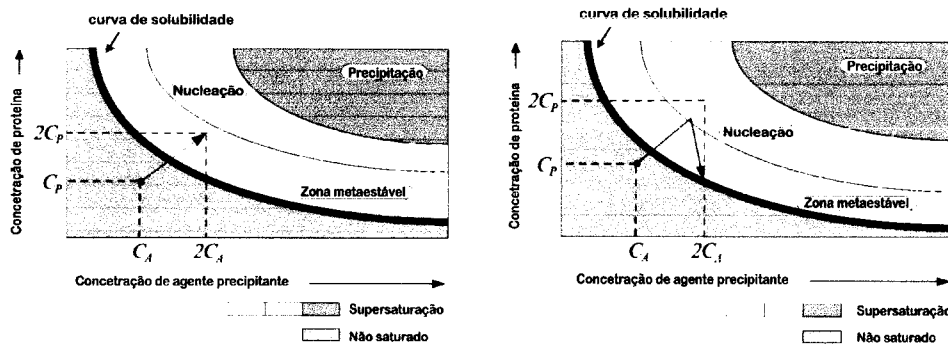 curva de solubilidade
Concetração de proteína
Precipitação
Nucleação
2C_P
C_P
Zona metaestável
C_A
2C_A
Concetração de agente precipitante
Supersaturação
Não saturado
curva de solubilidade
Concetração de proteína
Precipitação
2C_P
Nucleação
C_P
Zona metaestável
C_A
2C_A
Concetração de agente precipitante
Supersaturação
Não saturado